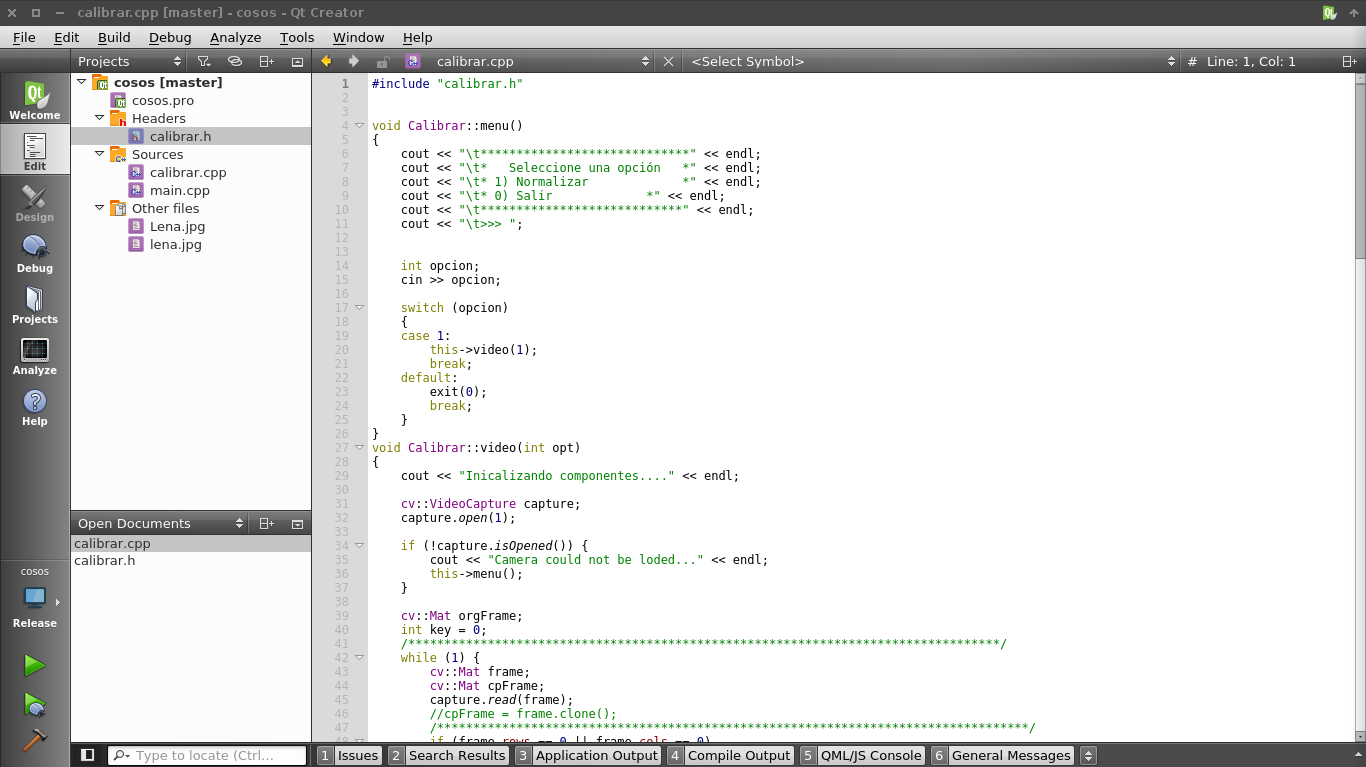 calibrar.cpp [master] - cosos - Qt Creator
File Edit Build Debug Analyze Tools Window Help
Projects
calibrar.cpp
<Select Symbol>
# Line: 1, Col: 1
Welcome
Edit
Design
Debug
Projects
Analyze
Help
cosos
Release
cosos [master]
cosos.pro
Headers
calibrar.h
Sources
calibrar.cpp
main.cpp
Other files
Lena.jpg
lena.jpg
Open Documents
calibrar.cpp
calibrar.h
1 #include "calibrar.h"
2
3
4 void Calibrar::menu()
5 {
6     cout << "\t*****************************" << endl;
7     cout << "\t*   Seleccione una opción   *" << endl;
8     cout << "\t* 1) Normalizar             *" << endl;
9     cout << "\t* 0) Salir             *" << endl;
10     cout << "\t****************************" << endl;
11     cout << "\t>>> ";
12
13
14     int opcion;
15     cin >> opcion;
16
17     switch (opcion)
18     {
19     case 1:
20         this->video(1);
21         break;
22     default:
23         exit(0);
24         break;
25     }
26 }
27 void Calibrar::video(int opt)
28 {
29     cout << "Inicalizando componentes...." << endl;
30
31     cv::VideoCapture capture;
32     capture.open(1);
33
34     if (!capture.isOpened()) {
35         cout << "Camera could not be loded..." << endl;
36         this->menu();
37     }
38
39     cv::Mat orgFrame;
40     int key = 0;
41     /**********************************************************************************/
42     while (1) {
43         cv::Mat frame;
44         cv::Mat cpFrame;
45         capture.read(frame);
46         //cpFrame = frame.clone();
47         /**********************************************************************************/
48         if (frame.rows == 0 || frame.cols == 0)
Type to locate (Ctrl...
1 Issues 2 Search Results 3 Application Output 4 Compile Output 5 QML/JS Console 6 General Messages